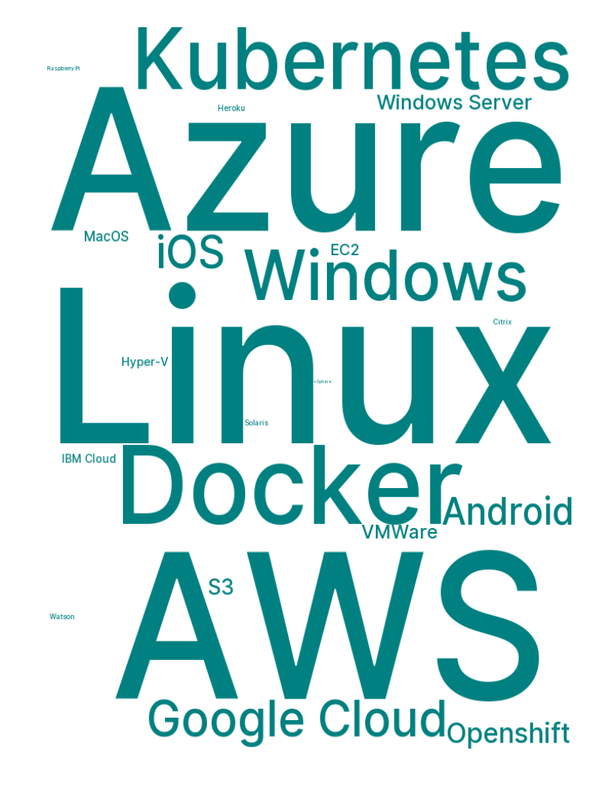 Kubernetes
Raspberry Pi
Windows Server
Heroku
Azure
MacOS
iOS
EC2
Windows
Citrix
Linux
Hyper-V
vSphere
Solaris
IBM Cloud
Docker
Android
VMWare
AWS
S3
Watson
Google Cloud
Openshift